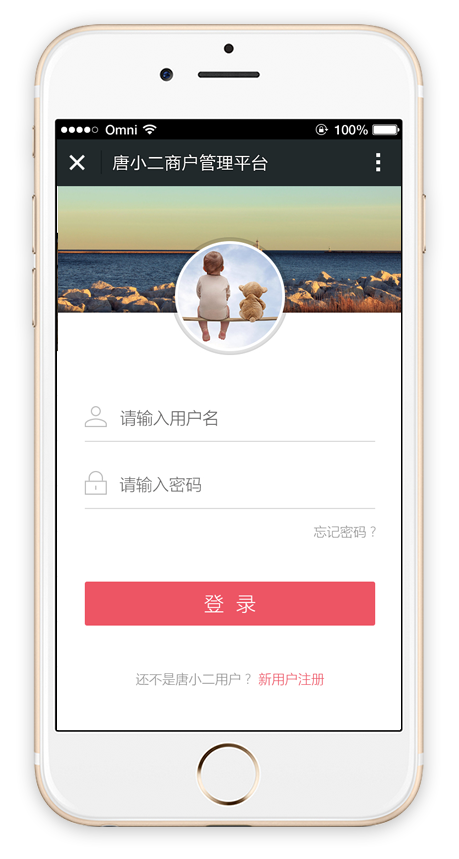 Omni 100%
唐小二商户管理平台
请输入用户名
请输入密码
忘记密码？
登 录
还不是唐小二用户？ 新用户注册